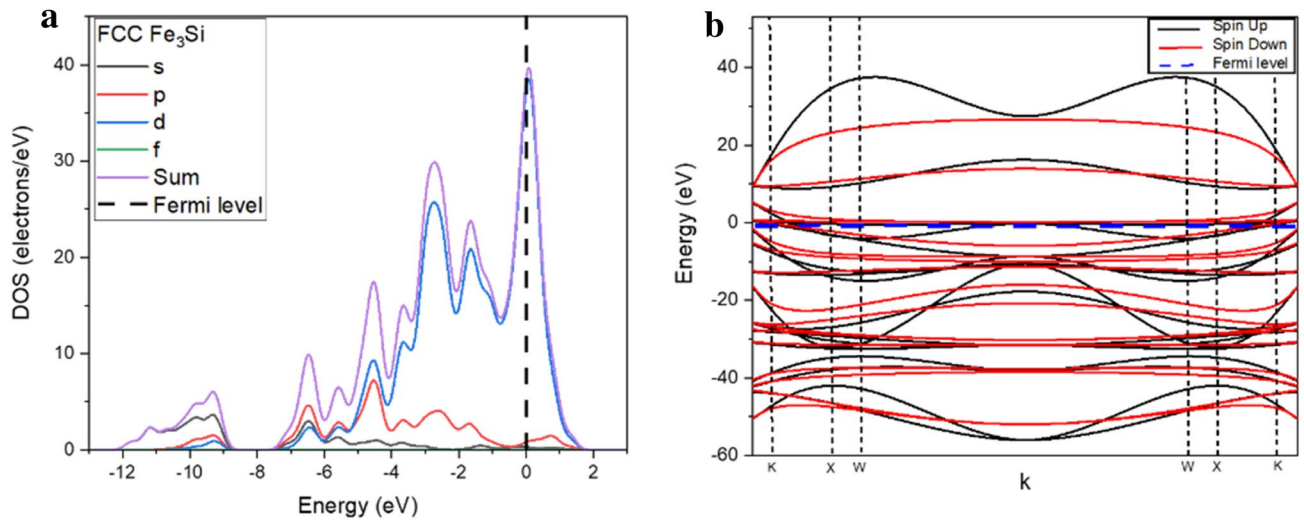 a
FCC Fe₃Si
s
p
d
f
Sum
Fermi level
DOS (electrons/eV)
40
30
20
10
0
-12
-10
-8
-6
-4
-2
0
2
Energy (eV)
b
Spin Up
Spin Down
Fermi level
Energy (eV)
20
0
-20
-40
-60
K
X
W
W
X
K
k